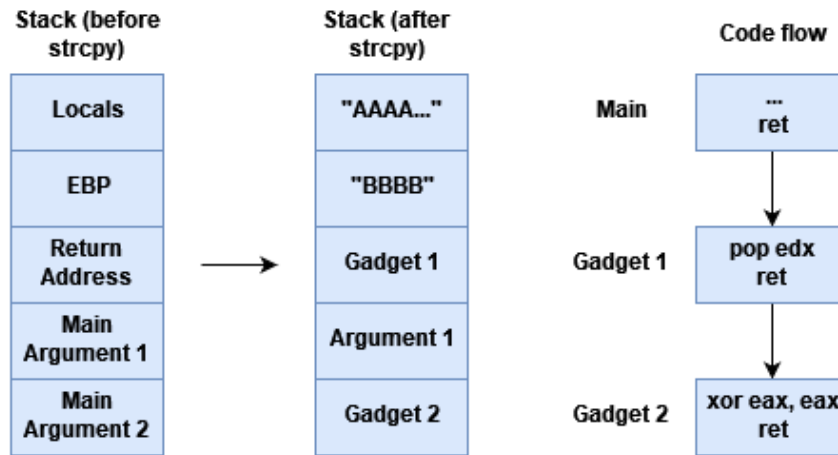 Stack (before
strcpy)
Locals
EBP
Return
Address
Main
Argument 1
Main
Argument 2
Stack (after
strcpy)
"AAAA..."
"BBBB"
Gadget 1
Argument 1
Gadget 2
Code flow
Main
...
ret
Gadget 1
pop edx
ret
Gadget 2
xor eax, eax
ret